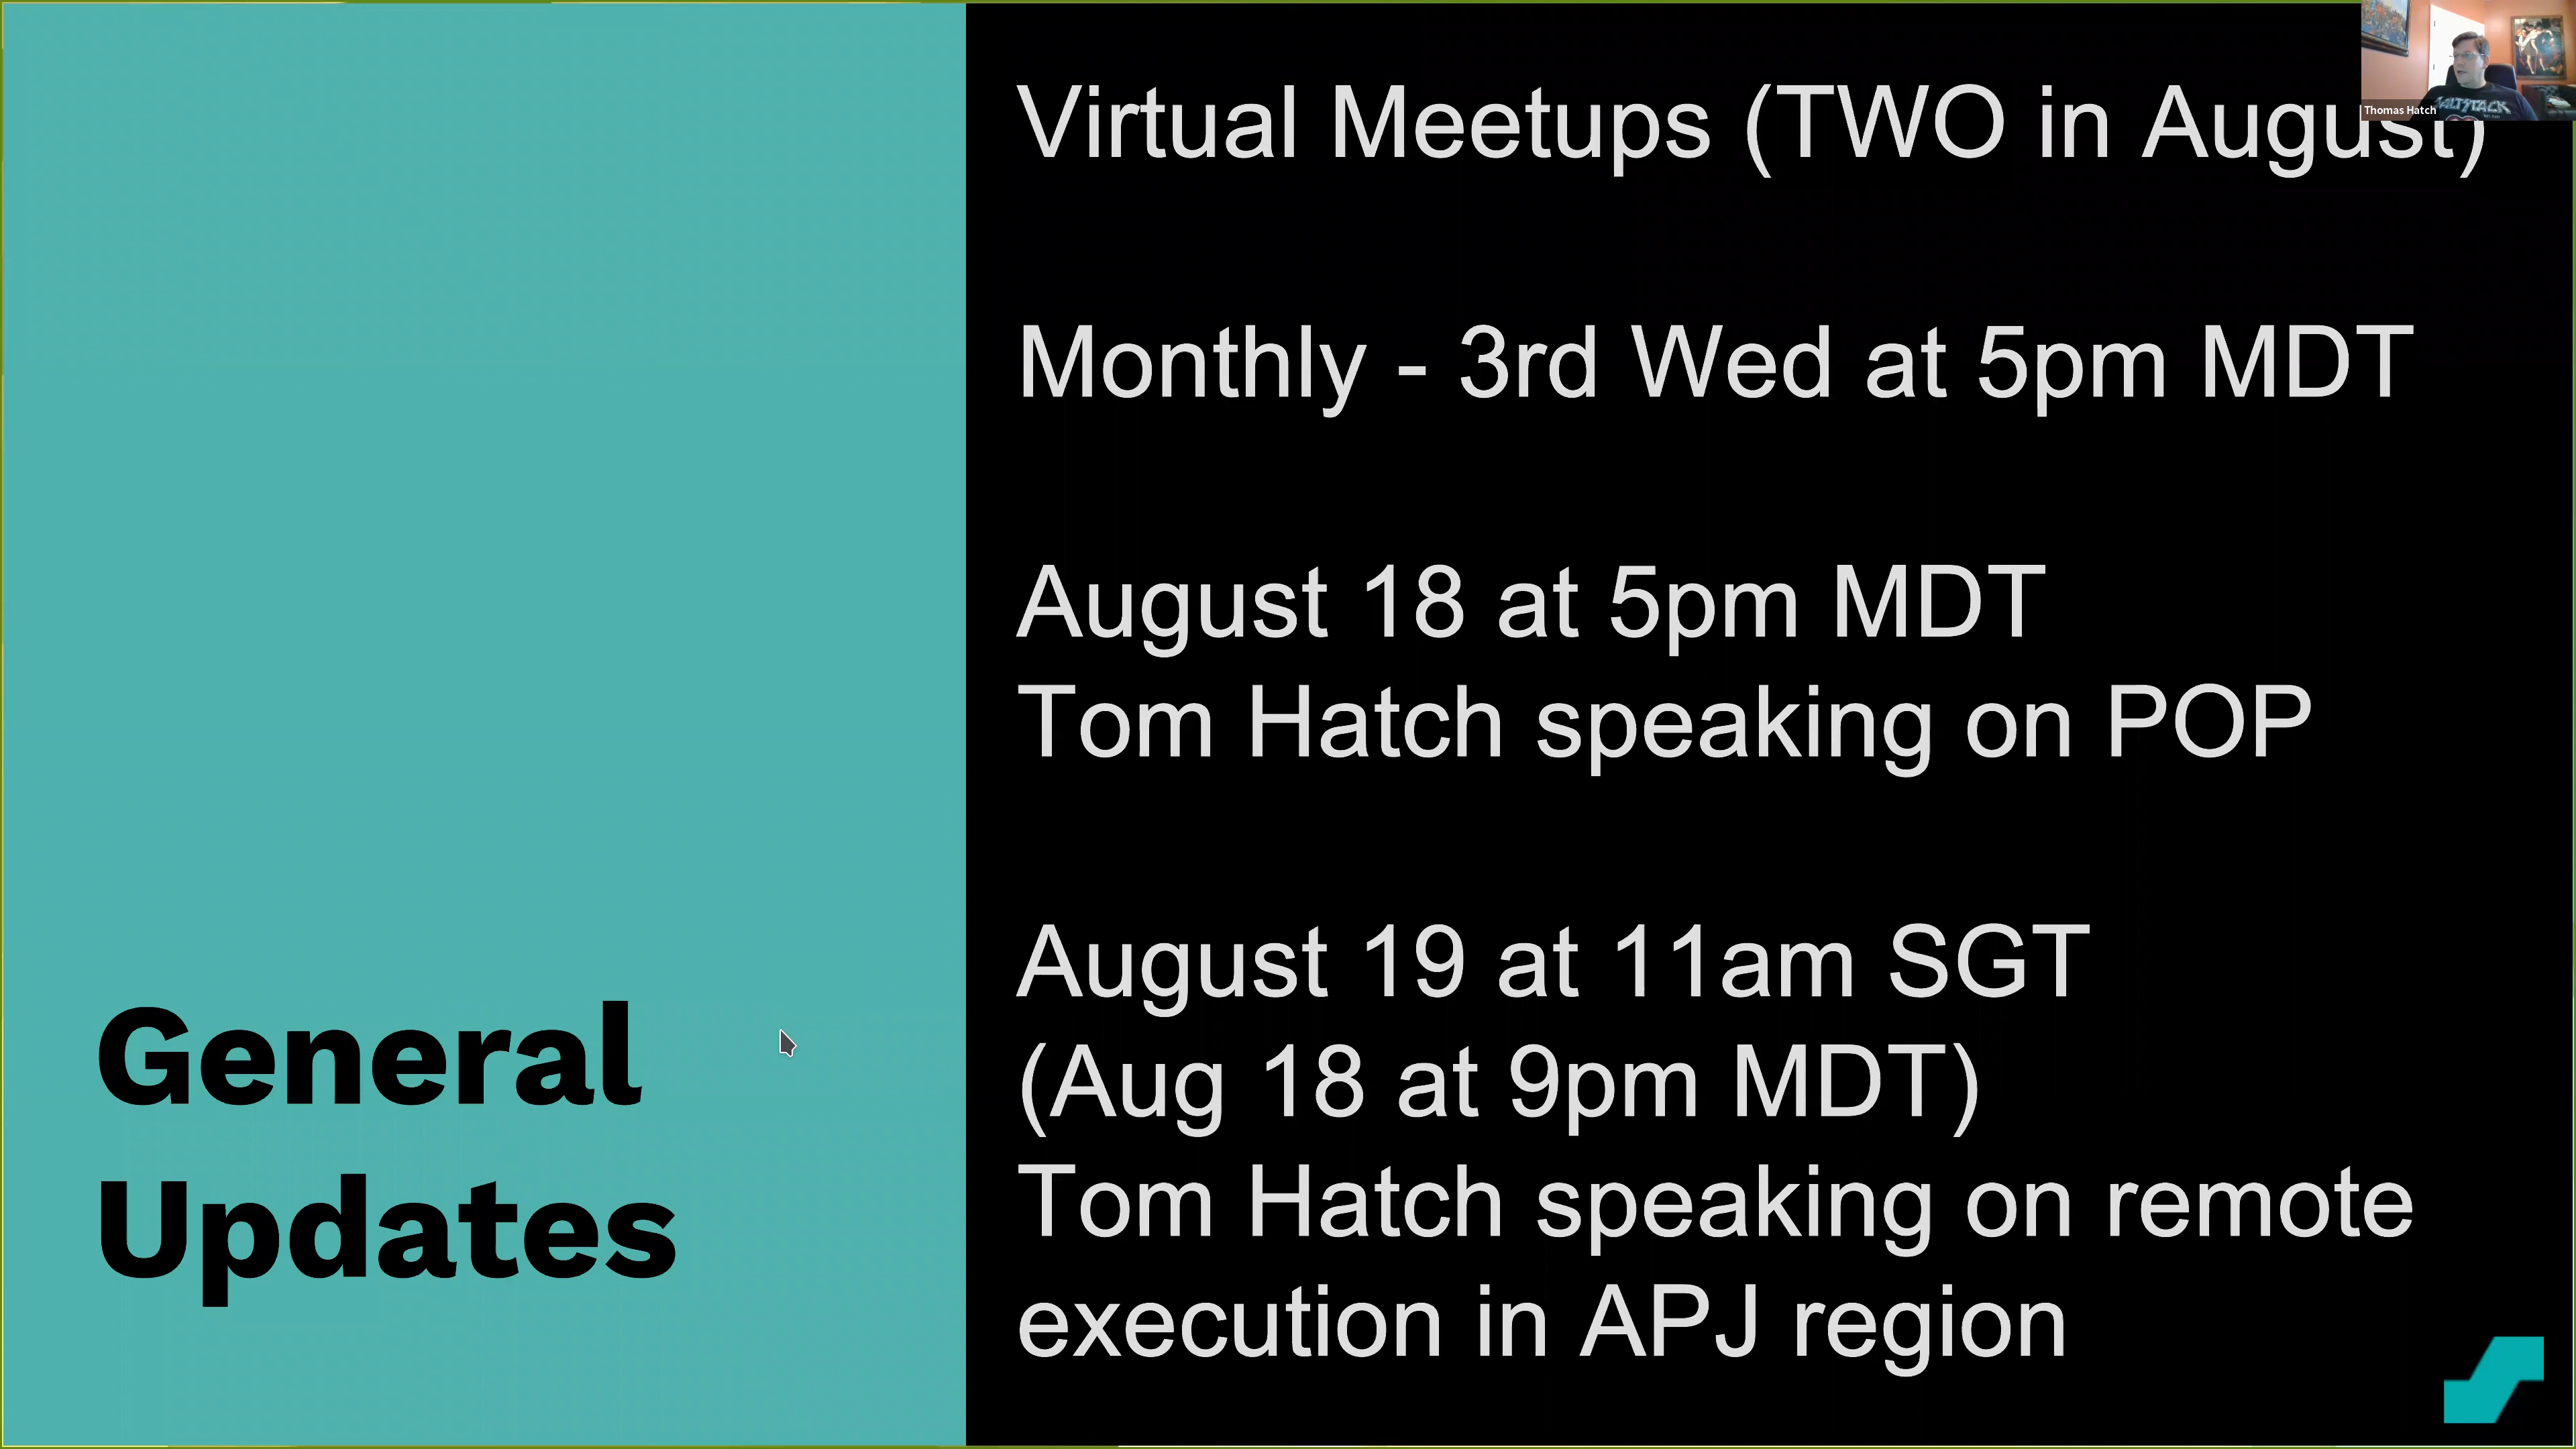 Virtual Meetups (TWO in August)
Thomas Hatch
Monthly - 3rd Wed at 5pm MDT
August 18 at 5pm MDT
Tom Hatch speaking on POP
August 19 at 11am SGT
(Aug 18 at 9pm MDT)
Tom Hatch speaking on remote
execution in APJ region
General
Updates